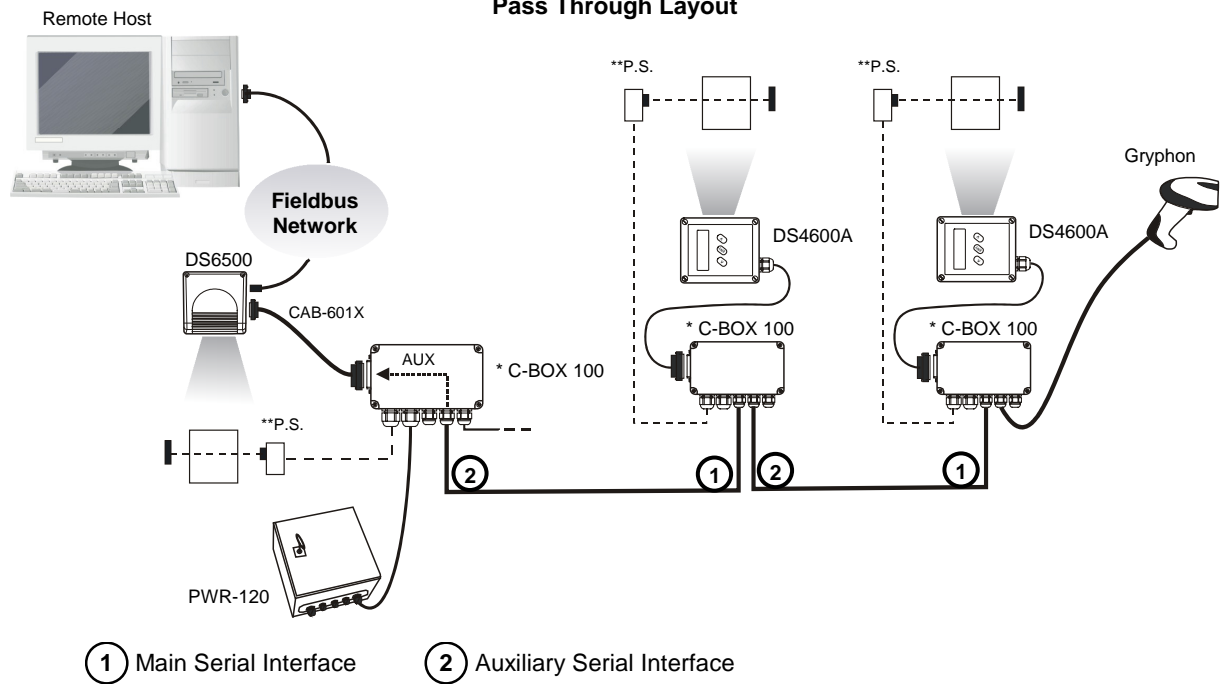 Pass Through Layout
Remote Host
**P.S.
**P.S.
Gryphon
Fieldbus
Network
DS6500
DS4600A
DS4600A
CAB-601X
* C-BOX 100
* C-BOX 100
AUX
* C-BOX 100
**P.S.
2
1
2
1
PWR-120
1 Main Serial Interface
2 Auxiliary Serial Interface